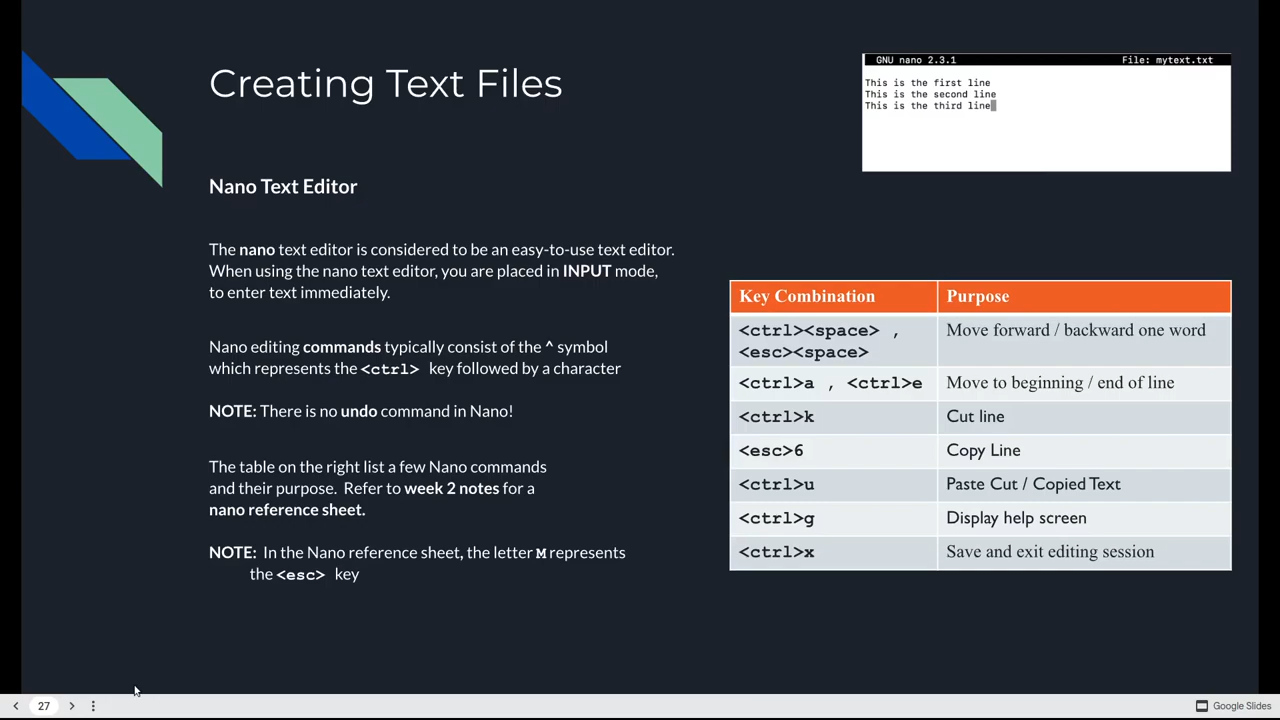 Creating Text Files
GNU nano 2.3.1 File: mytext.txt
This is the first line
This is the second line
This is the third line
Nano Text Editor
The nano text editor is considered to be an easy-to-use text editor.
When using the nano text editor, you are placed in INPUT mode,
to enter text immediately.
Nano editing commands typically consist of the ^ symbol
which represents the <ctrl> key followed by a character
NOTE: There is no undo command in Nano!
The table on the right list a few Nano commands
and their purpose. Refer to week 2 notes for a
nano reference sheet.
NOTE: In the Nano reference sheet, the letter M represents
the <esc> key
Key Combination Purpose
<ctrl><space> , Move forward / backward one word
<esc><space>
<ctrl>a , <ctrl>e Move to beginning / end of line
<ctrl>k Cut line
<esc>6 Copy Line
<ctrl>u Paste Cut / Copied Text
<ctrl>g Display help screen
<ctrl>x Save and exit editing session
27 Google Slides